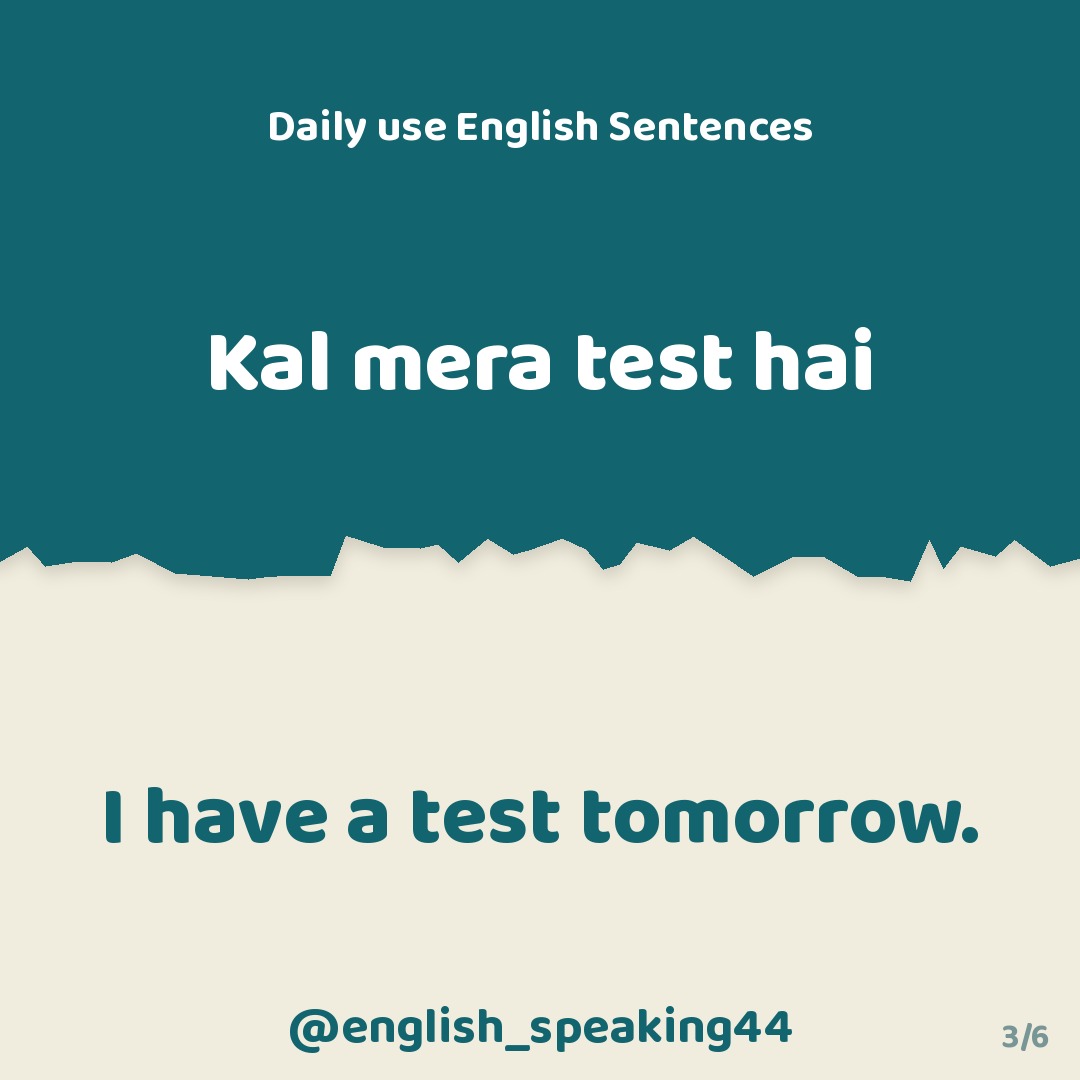 Daily use English Sentences
Kal mera test hai
I have a test tomorrow.
@english_speaking44
3/6